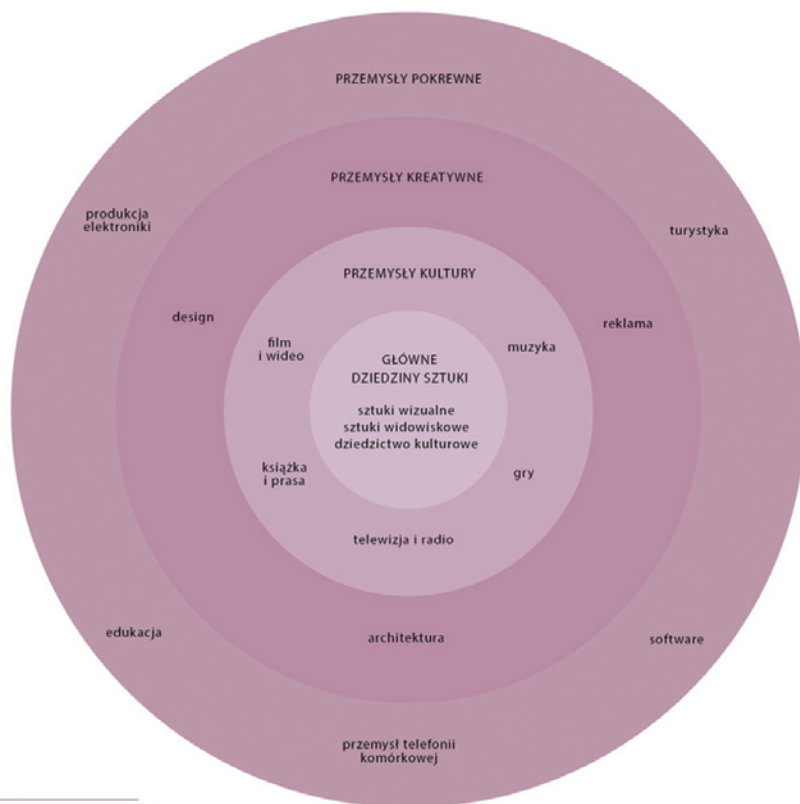 PRZEMYSŁY POKREWNE
PRZEMYSŁY KREATYWNE
produkcja
elektroniki
turystyka
PRZEMYSŁY KULTURY
design
reklama
film
i wideo
muzyka
GŁÓWNE
DZIEDZINY SZTUKI
sztuki wizualne
sztuki widowiskowe
dziedzictwo kulturowe
książka
i prasa
gry
telewizja i radio
edukacja
architektura
software
przemysł telefonii
komórkowej